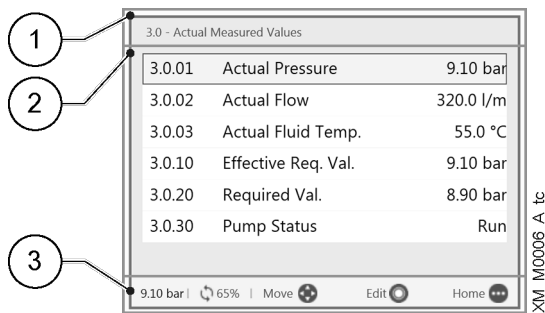 1
3.0 - Actual Measured Values
2
3.0.01 Actual Pressure 9.10 bar
3.0.02 Actual Flow 320.0 l/m
3.0.03 Actual Fluid Temp. 55.0 °C
3.0.10 Effective Req. Val. 9.10 bar
3.0.20 Required Val. 8.90 bar
3.0.30 Pump Status Run
3
9.10 bar | 65% | Move Edit Home
XM_M0006_A_tc